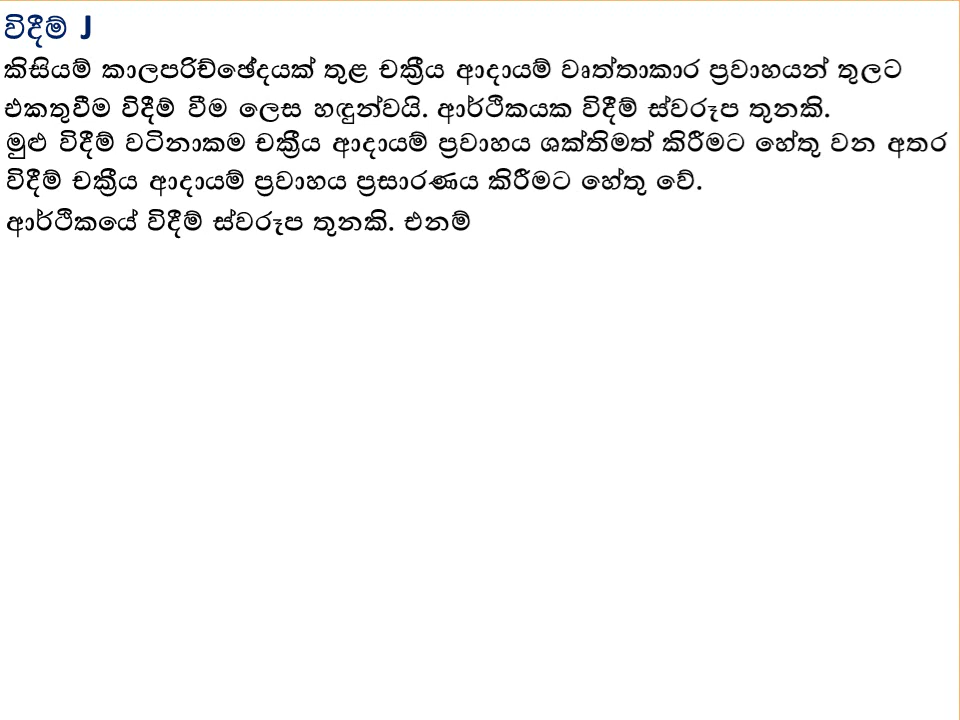 විදීම් J
කිසියම් කාලපරිච්ඡේදයක් තුළ චක්‍රීය ආදායම් වෘත්තාකාර ප්‍රවාහයන් තුලට
එකතුවීම විදීම් වීම ලෙස හඳුන්වයි. ආර්ථිකයක විදීම් ස්වරූප තුනකි.
මුළු විදීම් වටිනාකම චක්‍රීය ආදායම් ප්‍රවාහය ශක්තිමත් කිරීමට හේතු වන අතර
විදීම් චක්‍රීය ආදායම් ප්‍රවාහය ප්‍රසාරණය කිරීමට හේතු වේ.
ආර්ථිකයේ විදීම් ස්වරූප තුනකි. එනම්